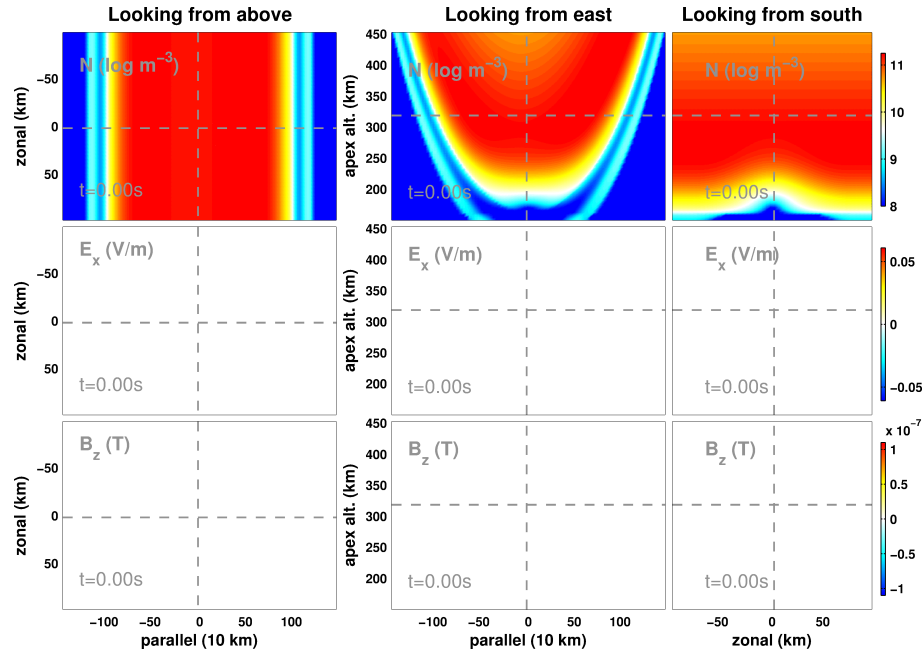 Looking from above
Looking from east
Looking from south
zonal (km)
−50
0
50
N (log m−3)
t=0.00s
apex alt. (km)
450
400
350
300
250
200
N (log m−3)
t=0.00s
N (log m−3)
t=0.00s
11
10
9
8
zonal (km)
−50
0
50
Ex (V/m)
t=0.00s
apex alt. (km)
450
400
350
300
250
200
Ex (V/m)
t=0.00s
Ex (V/m)
t=0.00s
0.05
0
−0.05
zonal (km)
−50
0
50
Bz (T)
t=0.00s
apex alt. (km)
450
400
350
300
250
200
Bz (T)
t=0.00s
Bz (T)
t=0.00s
x 10−7
1
0.5
0
−0.5
−1
−100 −50 0 50 100
parallel (10 km)
−100 −50 0 50 100
parallel (10 km)
−50 0 50
zonal (km)